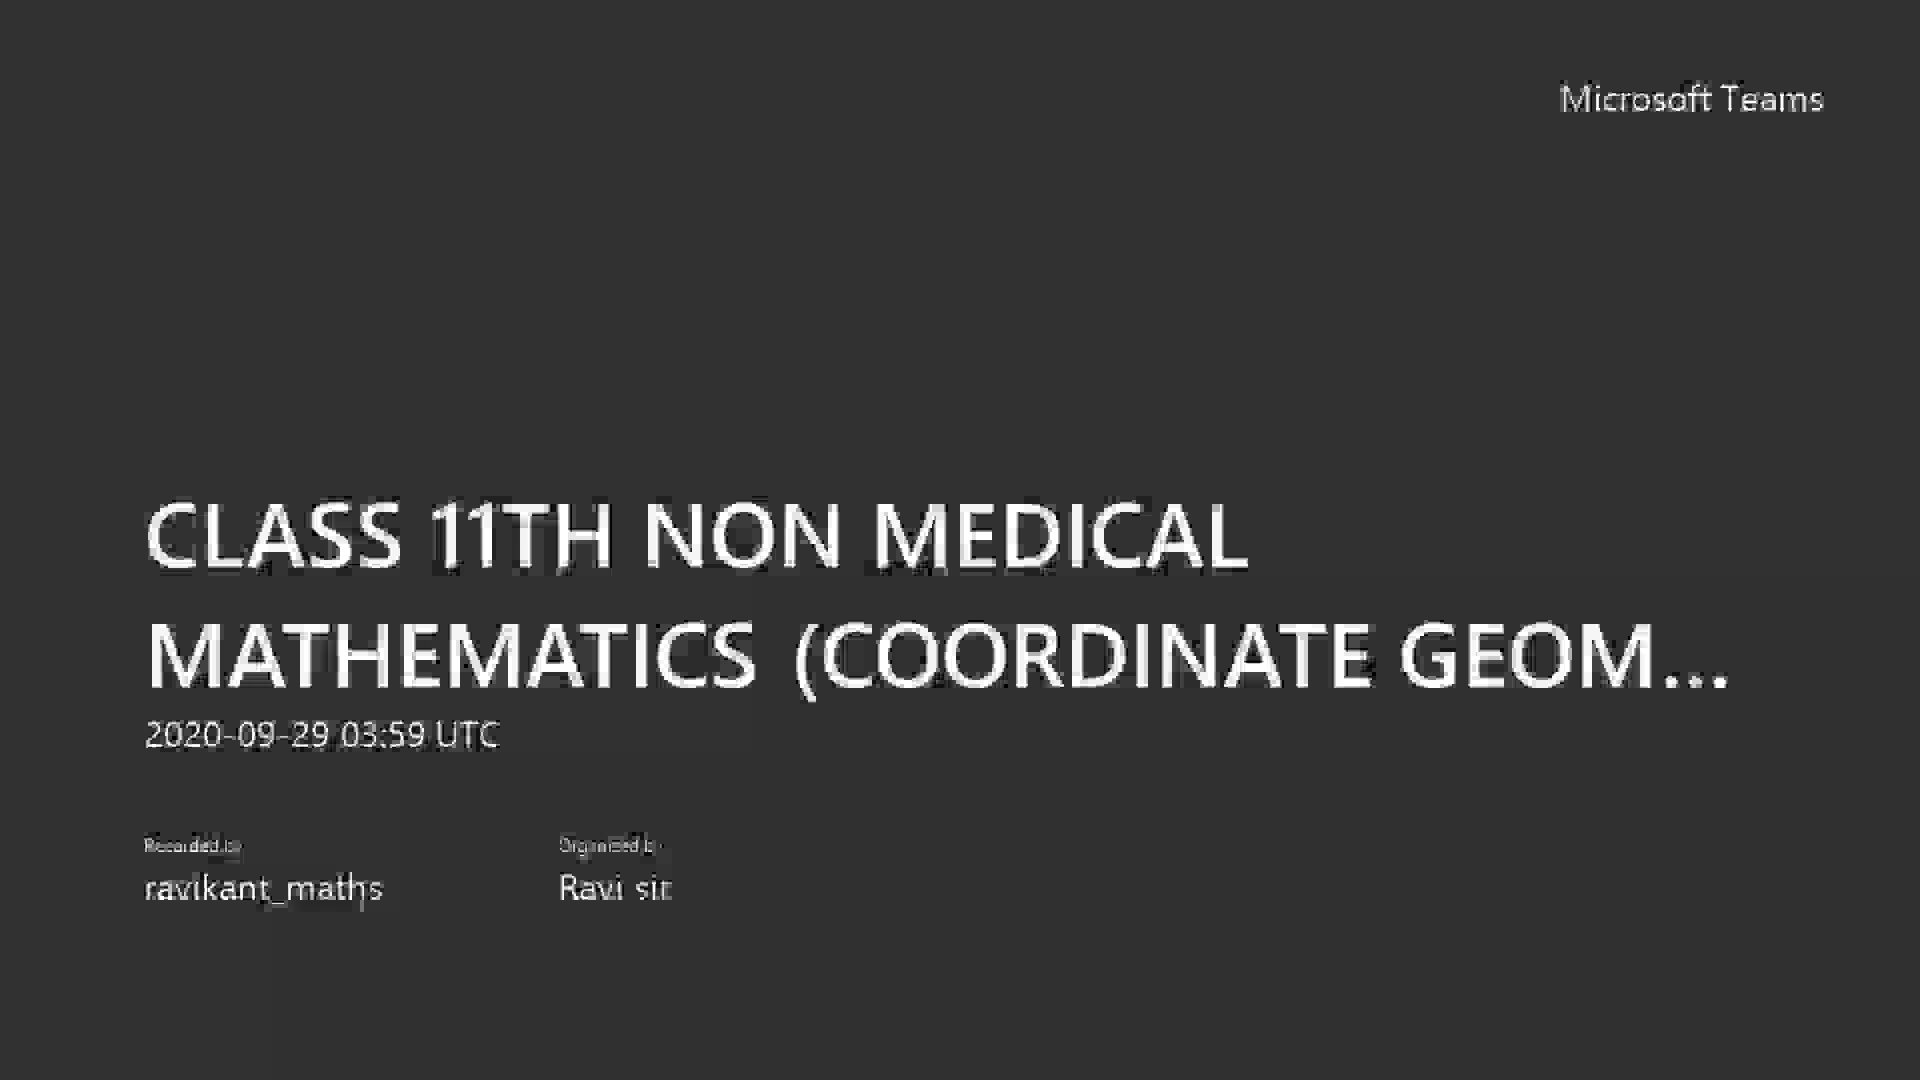 Microsoft Teams
CLASS 11TH NON MEDICAL
MATHEMATICS (COORDINATE GEOM...
2020-09-29 03:59 UTC
Recorded by
Organized by
ravikant_maths
Ravi sir